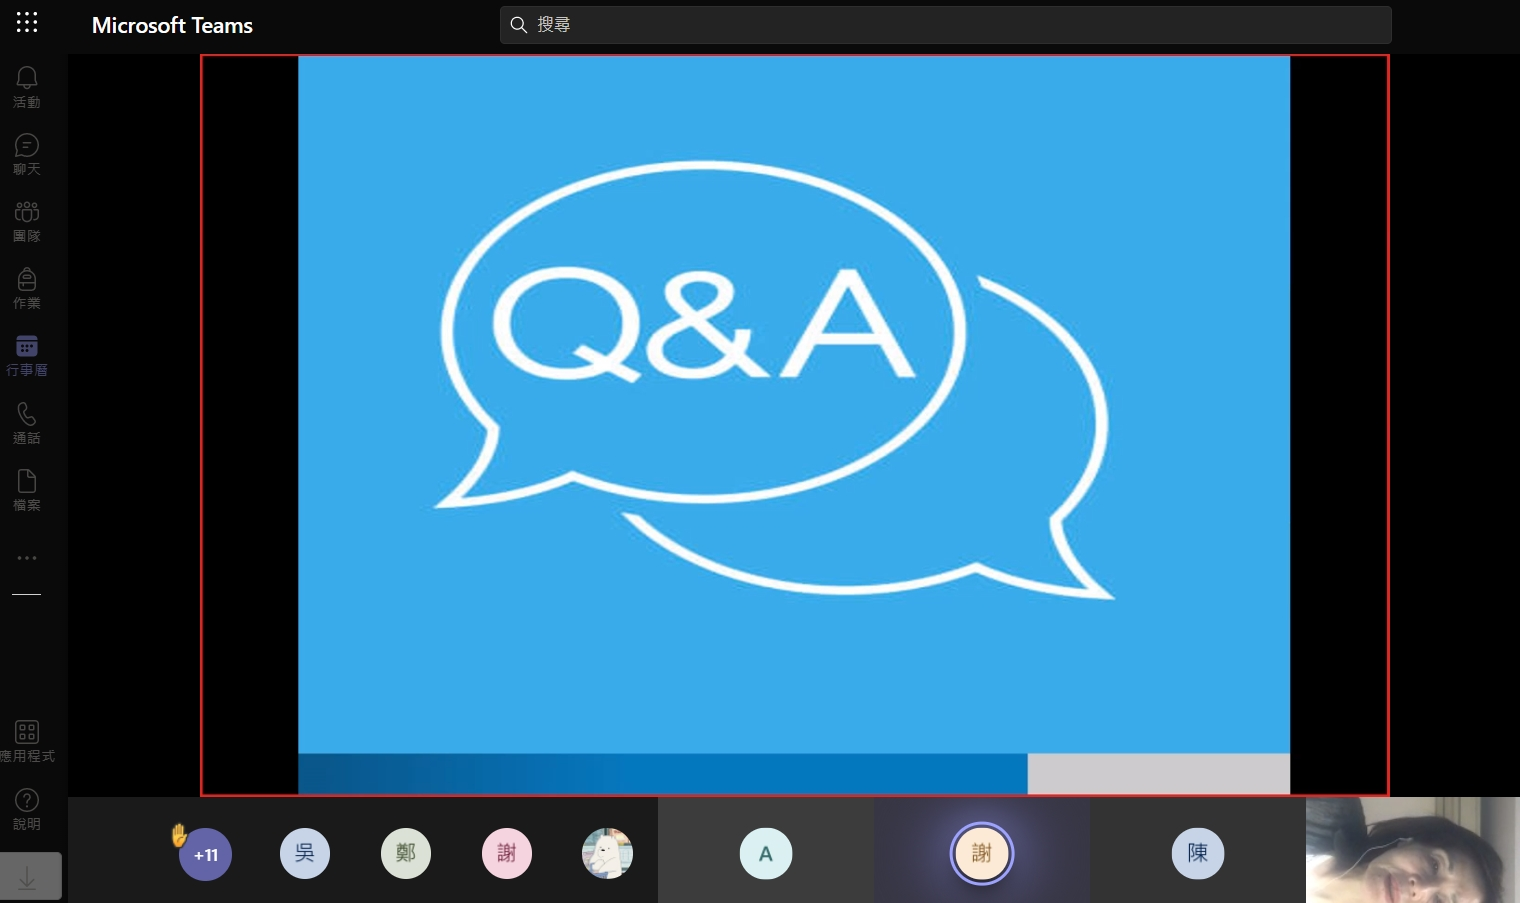 Microsoft Teams
搜尋
活動
聊天
團隊
作業
行事曆
通話
檔案
應用程式
說明
Q&A
+11
吳
鄭
謝
A
謝
陳